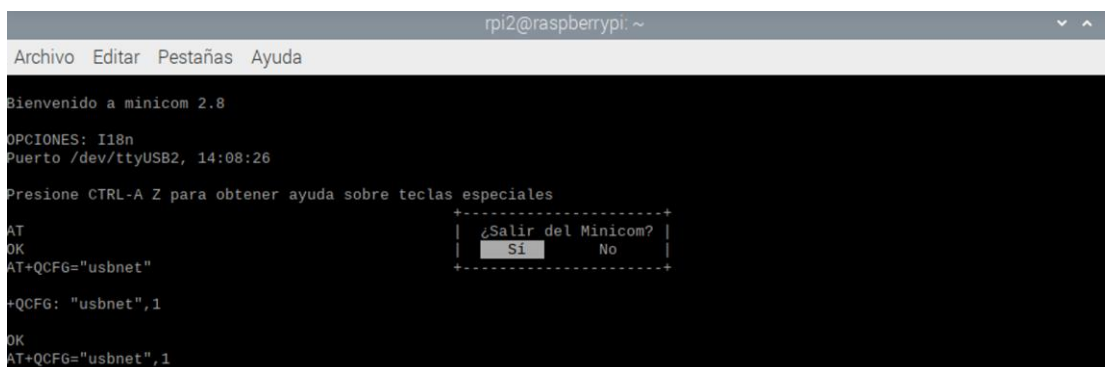 rpi2@raspberrypi: ~
Archivo Editar Pestañas Ayuda
Bienvenido a minicom 2.8
OPCIONES: I18n
Puerto /dev/ttyUSB2, 14:08:26
Presione CTRL-A Z para obtener ayuda sobre teclas especiales
AT
¿Salir del Minicom?
OK
Sí No
AT+QCFG="usbnet"
+QCFG: "usbnet",1
OK
AT+QCFG="usbnet",1